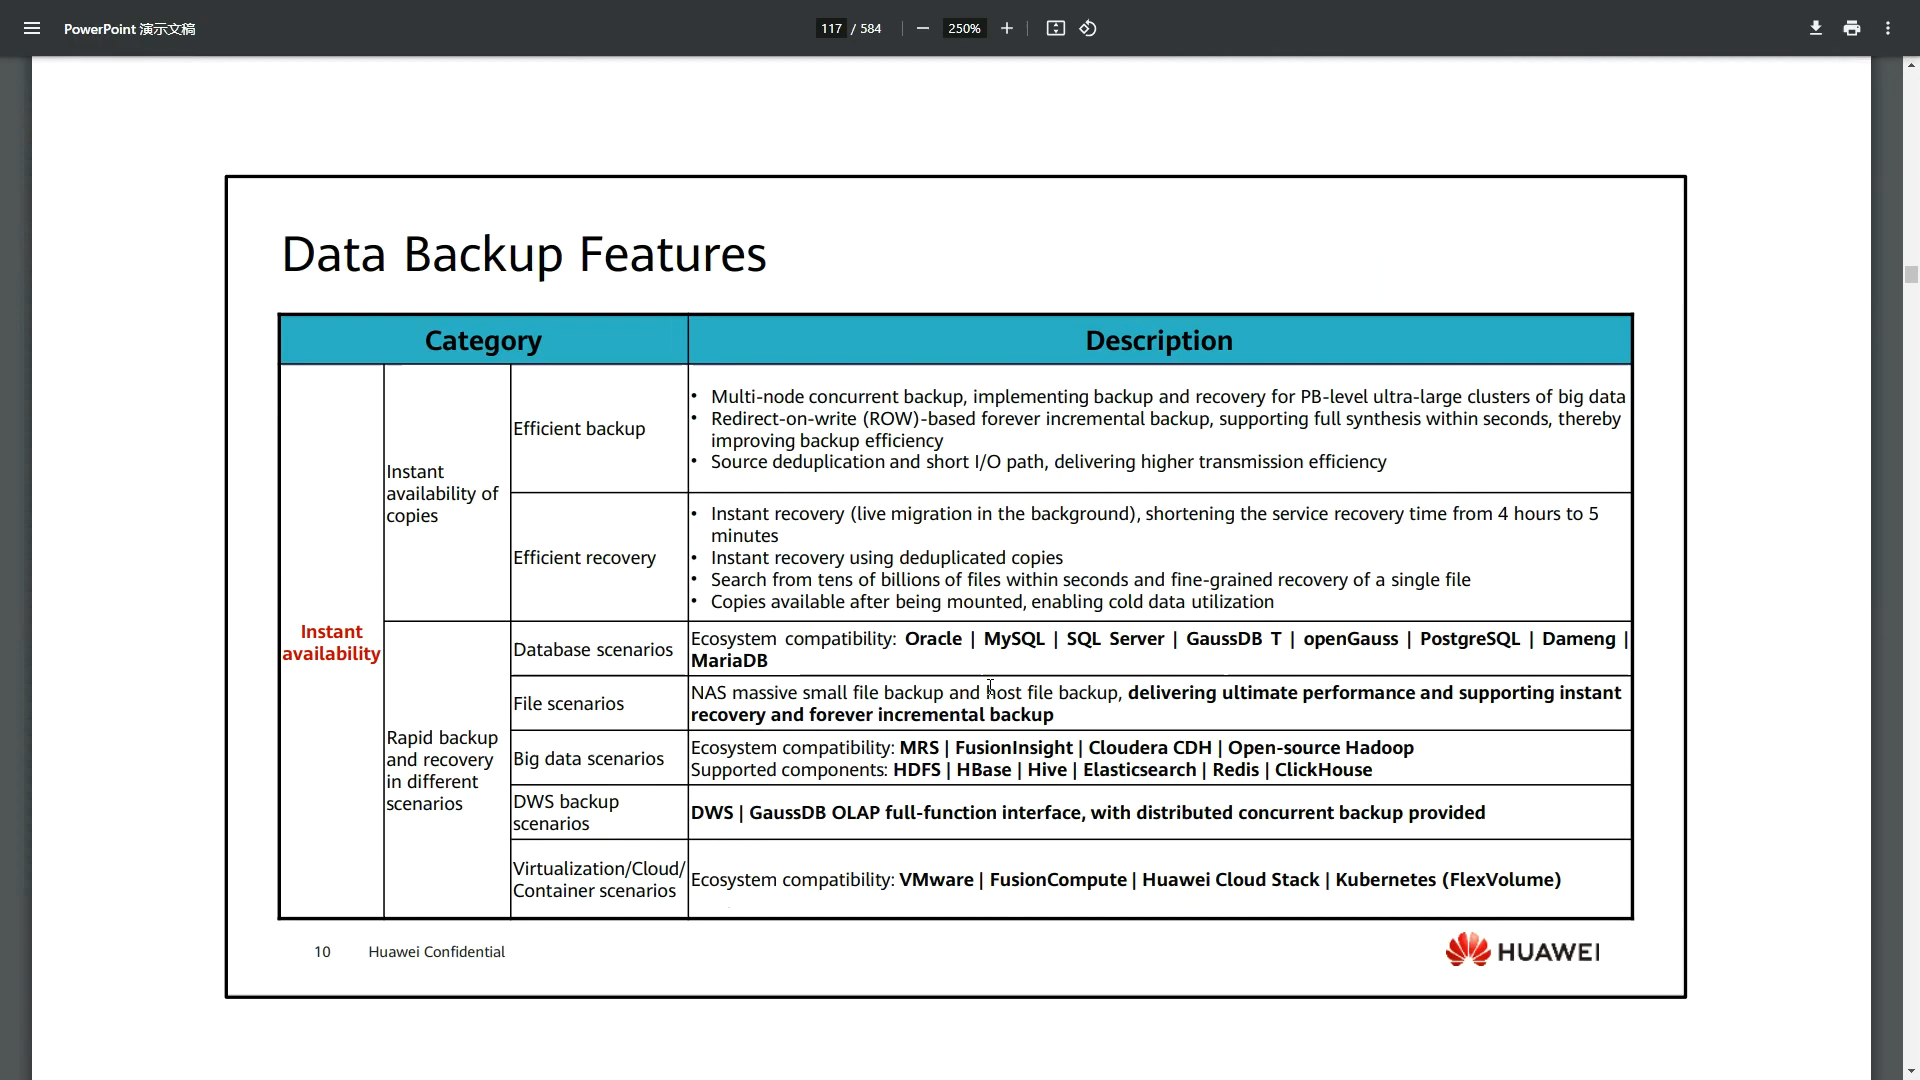 PowerPoint 演示文稿
117 / 584
250%
Data Backup Features
Category
Description
Instant
availability
Instant
availability of
copies
Efficient backup
• Multi-node concurrent backup, implementing backup and recovery for PB-level ultra-large clusters of big data
• Redirect-on-write (ROW)-based forever incremental backup, supporting full synthesis within seconds, thereby
improving backup efficiency
• Source deduplication and short I/O path, delivering higher transmission efficiency
Efficient recovery
• Instant recovery (live migration in the background), shortening the service recovery time from 4 hours to 5
minutes
• Instant recovery using deduplicated copies
• Search from tens of billions of files within seconds and fine-grained recovery of a single file
• Copies available after being mounted, enabling cold data utilization
Rapid backup
and recovery
in different
scenarios
Database scenarios
Ecosystem compatibility: Oracle | MySQL | SQL Server | GaussDB T | openGauss | PostgreSQL | Dameng |
MariaDB
File scenarios
NAS massive small file backup and host file backup, delivering ultimate performance and supporting instant
recovery and forever incremental backup
Big data scenarios
Ecosystem compatibility: MRS | FusionInsight | Cloudera CDH | Open-source Hadoop
Supported components: HDFS | HBase | Hive | Elasticsearch | Redis | ClickHouse
DWS backup
scenarios
DWS | GaussDB OLAP full-function interface, with distributed concurrent backup provided
Virtualization/Cloud/
Container scenarios
Ecosystem compatibility: VMware | FusionCompute | Huawei Cloud Stack | Kubernetes (FlexVolume)
10 Huawei Confidential
HUAWEI